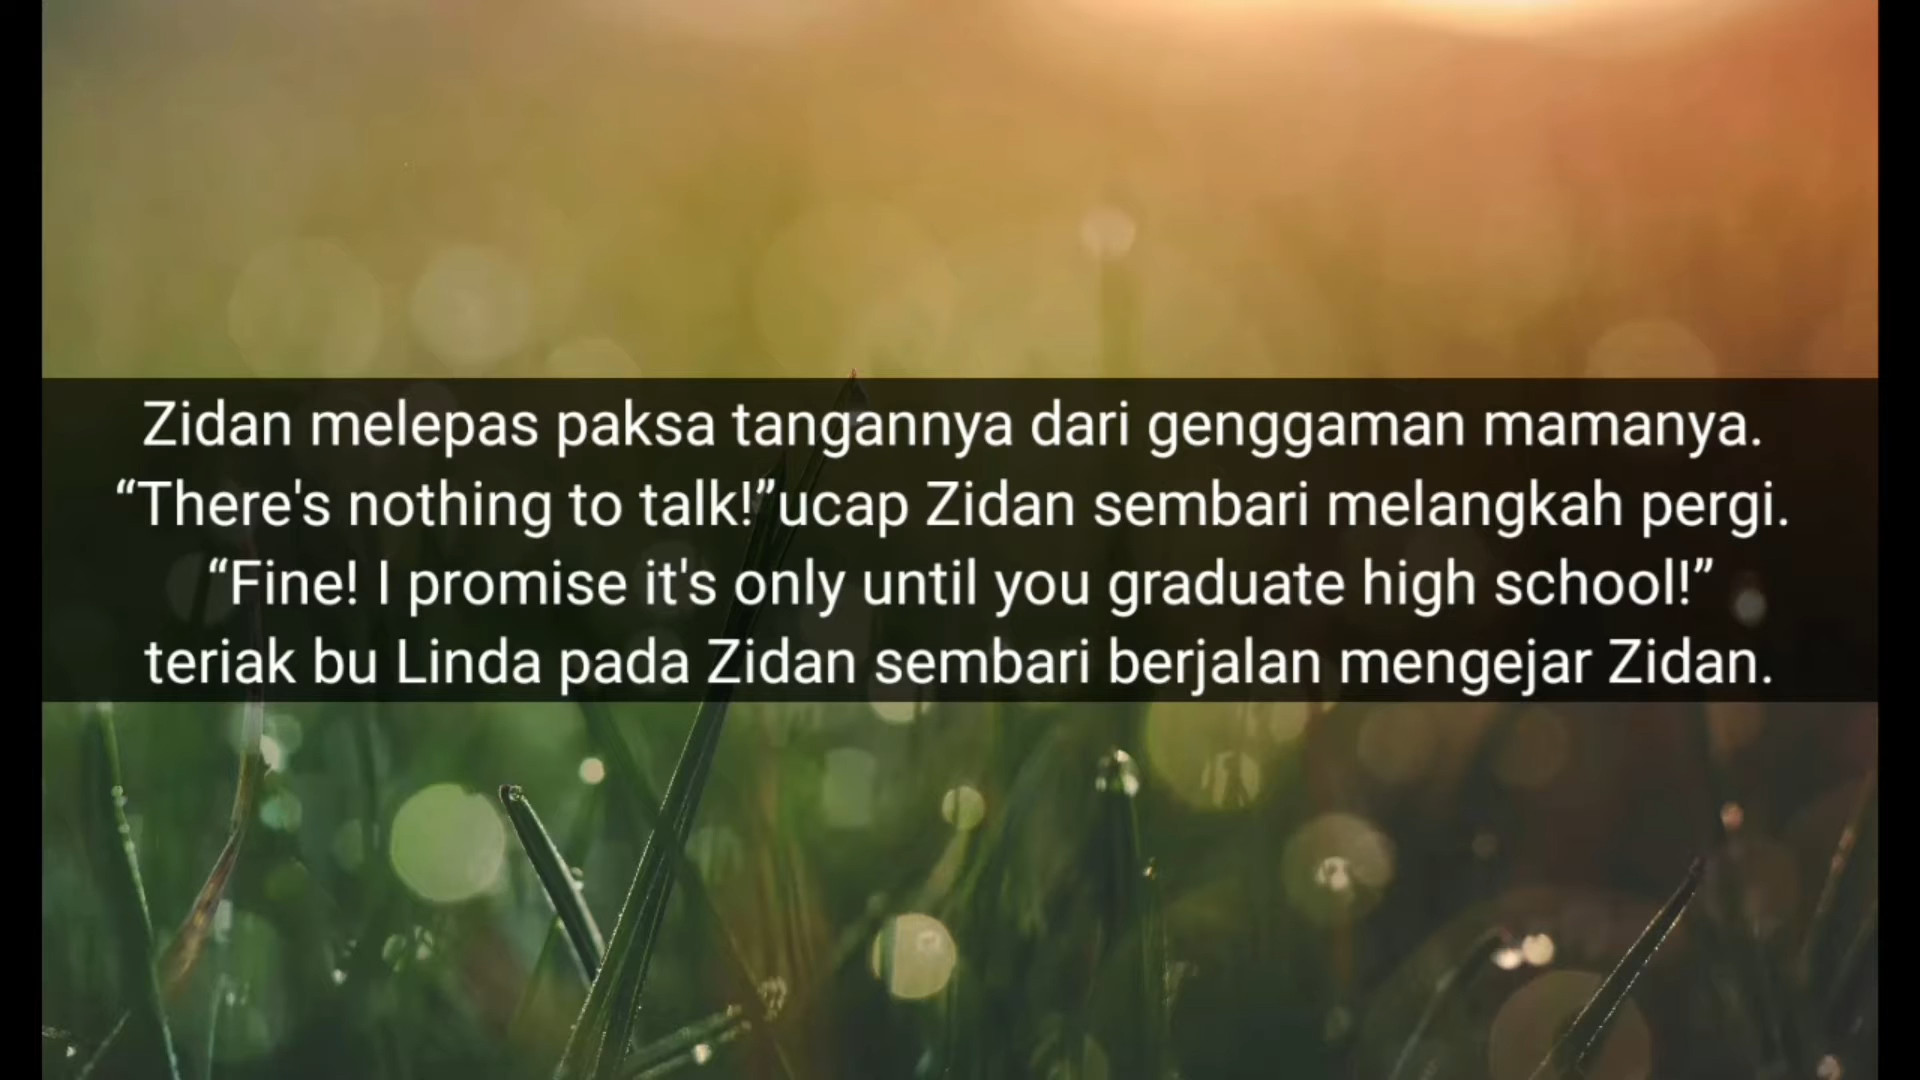 Zidan melepas paksa tangannya dari genggaman mamanya.
“There's nothing to talk!”ucap Zidan sembari melangkah pergi.
“Fine! I promise it's only until you graduate high school!”
teriak bu Linda pada Zidan sembari berjalan mengejar Zidan.